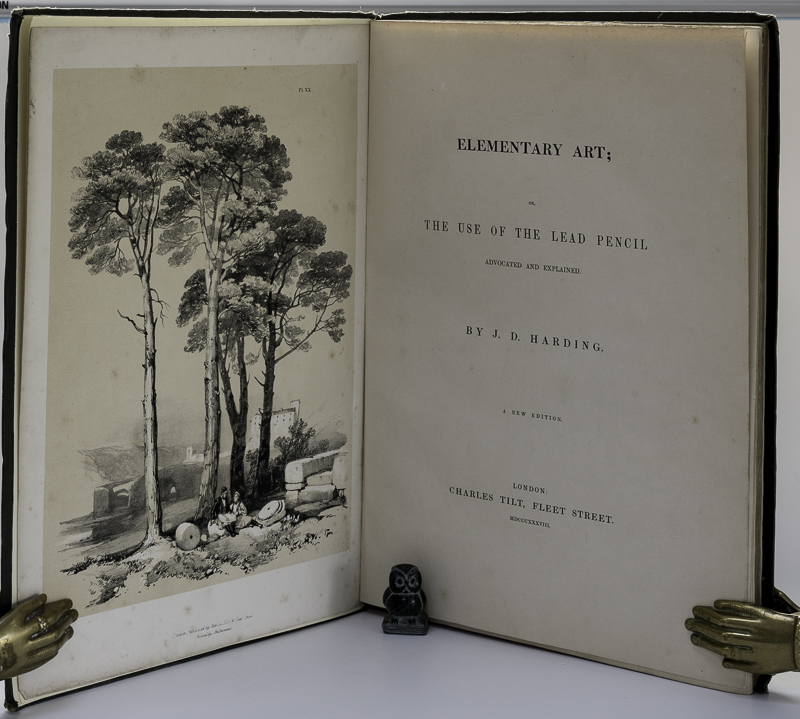 ON
Pl. XX
ELEMENTARY ART;
OR,
THE USE OF THE LEAD PENCIL
ADVOCATED AND EXPLAINED.
BY J. D. HARDING.
A NEW EDITION.
LONDON:
CHARLES TILT, FLEET STREET.
MDCCCXXXVIII.